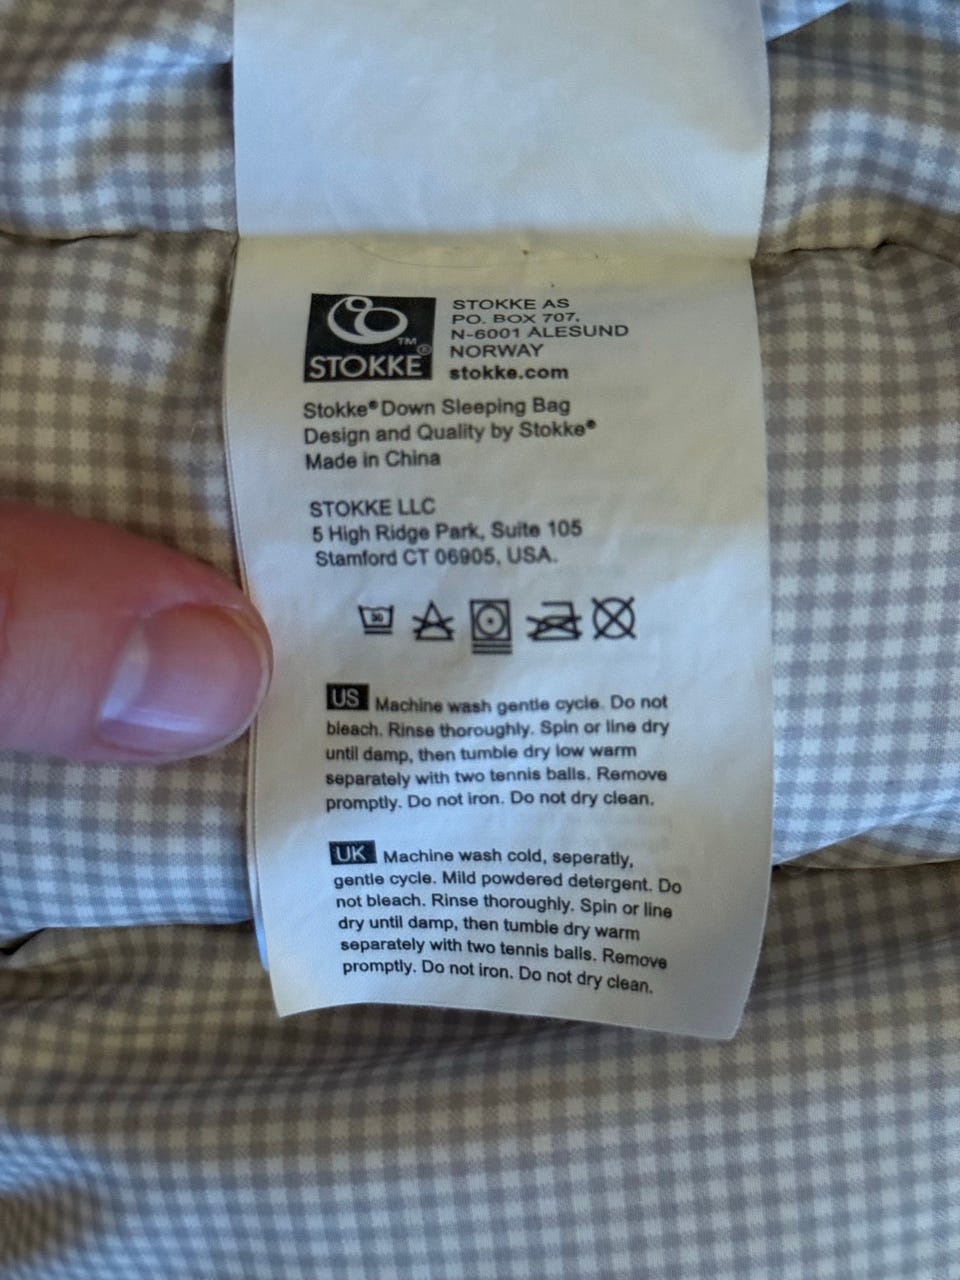 STOKKE AS
PO. BOX 707,
N-6001 ALESUND
NORWAY
stokke.com
TM
STOKKE®
Stokke® Down Sleeping Bag
Design and Quality by Stokke®
Made in China
STOKKE LLC
5 High Ridge Park, Suite 105
Stamford CT 06905, USA.
30
US Machine wash gentle cycle. Do not
bleach. Rinse thoroughly. Spin or line dry
until damp, then tumble dry low warm
separately with two tennis balls. Remove
promptly. Do not iron. Do not dry clean.
UK Machine wash cold, seperatly,
gentle cycle. Mild powdered detergent. Do
not bleach. Rinse thoroughly. Spin or line
dry until damp, then tumble dry warm
separately with two tennis balls. Remove
promptly. Do not iron. Do not dry clean.